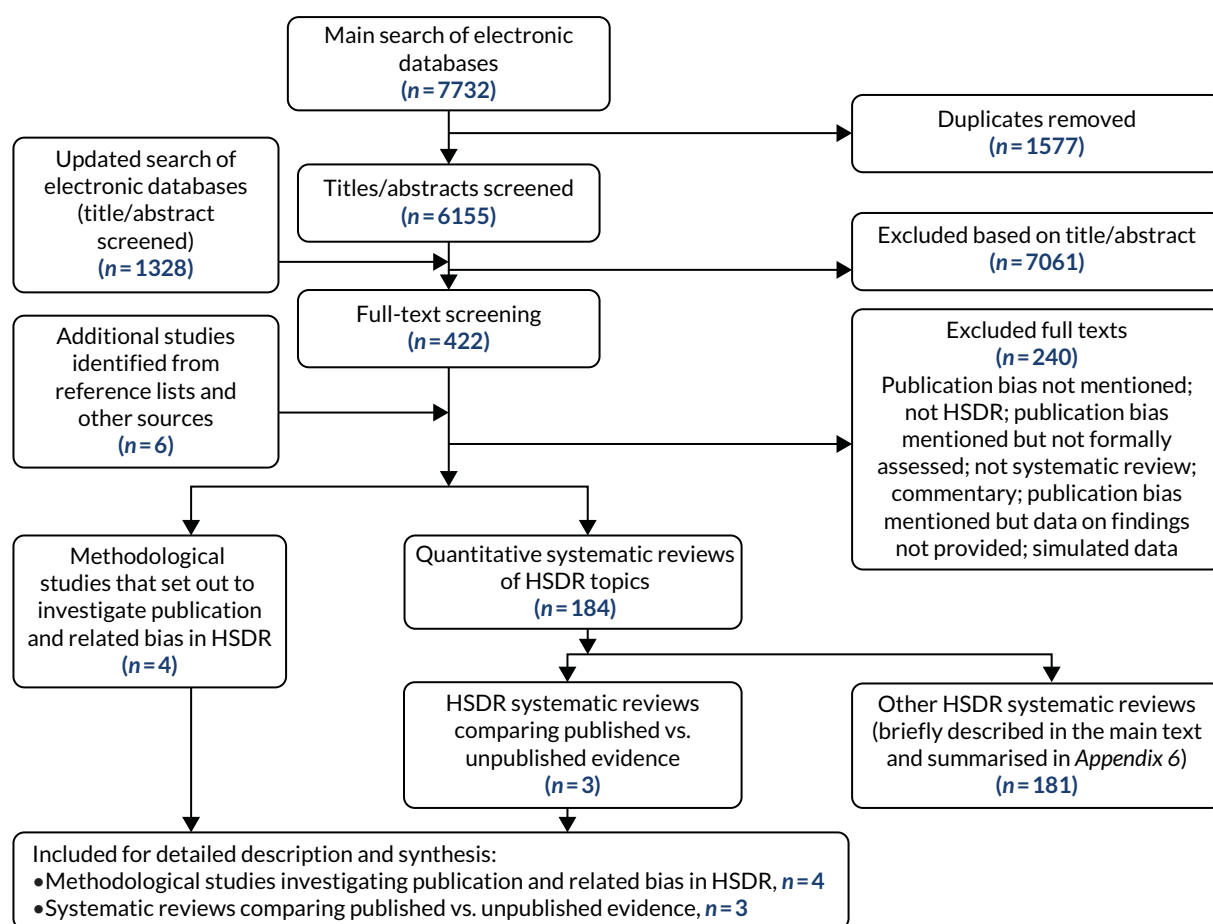 Main search of electronic
databases
(n=7732)
Duplicates removed
(n=1577)
Updated search of
electronic databases
(title/abstract
screened)
(n=1328)
Titles/abstracts screened
(n=6155)
Excluded based on title/abstract
(n=7061)
Full-text screening
(n=422)
Additional studies
identified from
reference lists and
other sources
(n=6)
Excluded full texts
(n=240)
Publication bias not mentioned;
not HSDR; publication bias
mentioned but not formally
assessed; not systematic review;
commentary; publication bias
mentioned but data on findings
not provided; simulated data
Methodological
studies that set out to
investigate publication
and related bias in HSDR
(n=4)
Quantitative systematic reviews
of HSDR topics
(n=184)
HSDR systematic reviews
comparing published vs.
unpublished evidence
(n=3)
Other HSDR systematic reviews
(briefly described in the main text
and summarised in Appendix 6)
(n=181)
Included for detailed description and synthesis:
•Methodological studies investigating publication and related bias in HSDR, n=4
•Systematic reviews comparing published vs. unpublished evidence, n=3